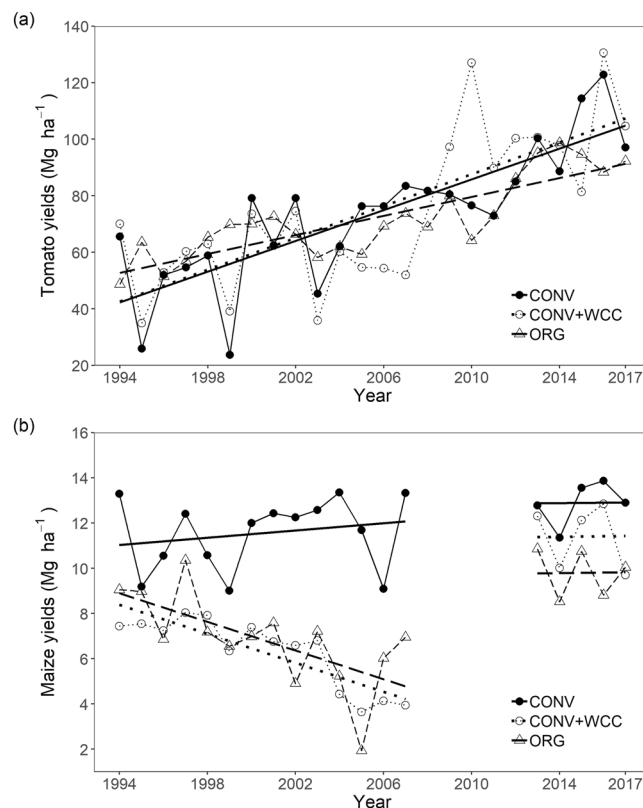 (a)
Tomato yields (Mg ha⁻¹)
140
120
100
80
60
40
20
1994 1998 2002 2006 2010 2014 2017
Year
CONV
CONV+WCC
ORG
(b)
Maize yields (Mg ha⁻¹)
16
14
12
10
8
6
4
2
1994 1998 2002 2006 2010 2014 2017
Year
CONV
CONV+WCC
ORG